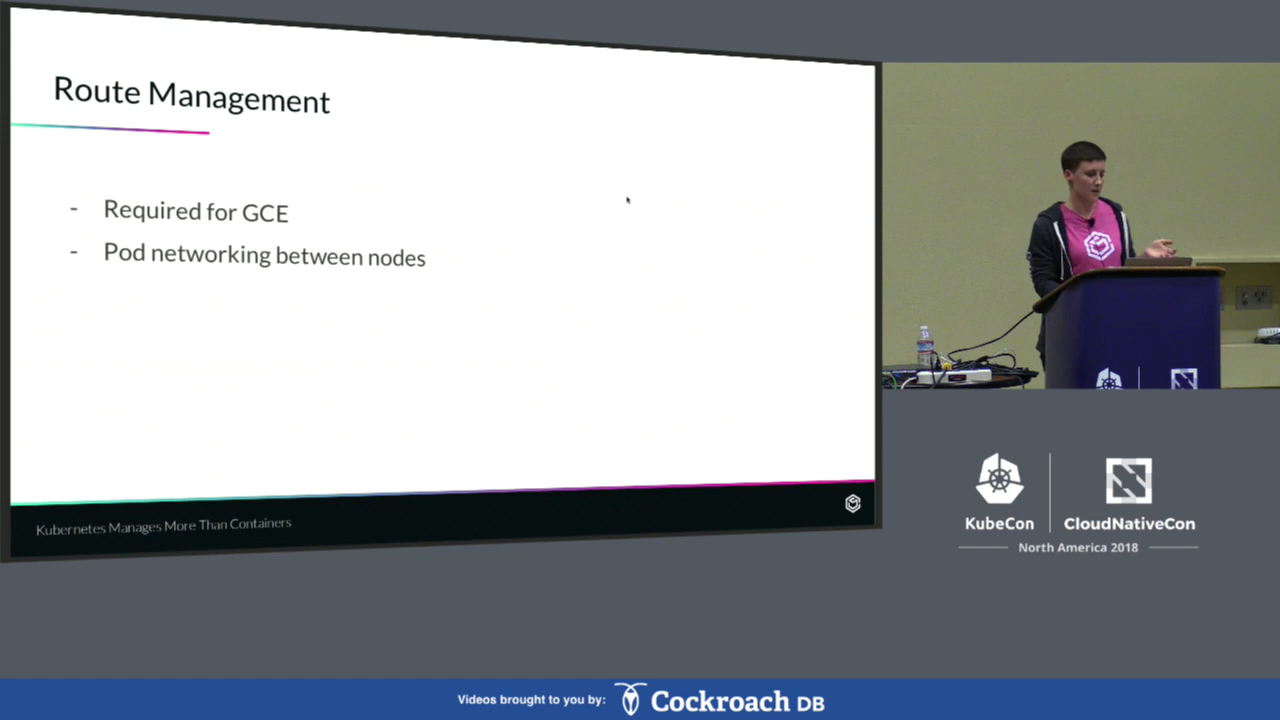 Route Management
- Required for GCE
- Pod networking between nodes
Kubernetes Manages More Than Containers
KubeCon
CloudNativeCon
North America 2018
Videos brought to you by:
Cockroach DB